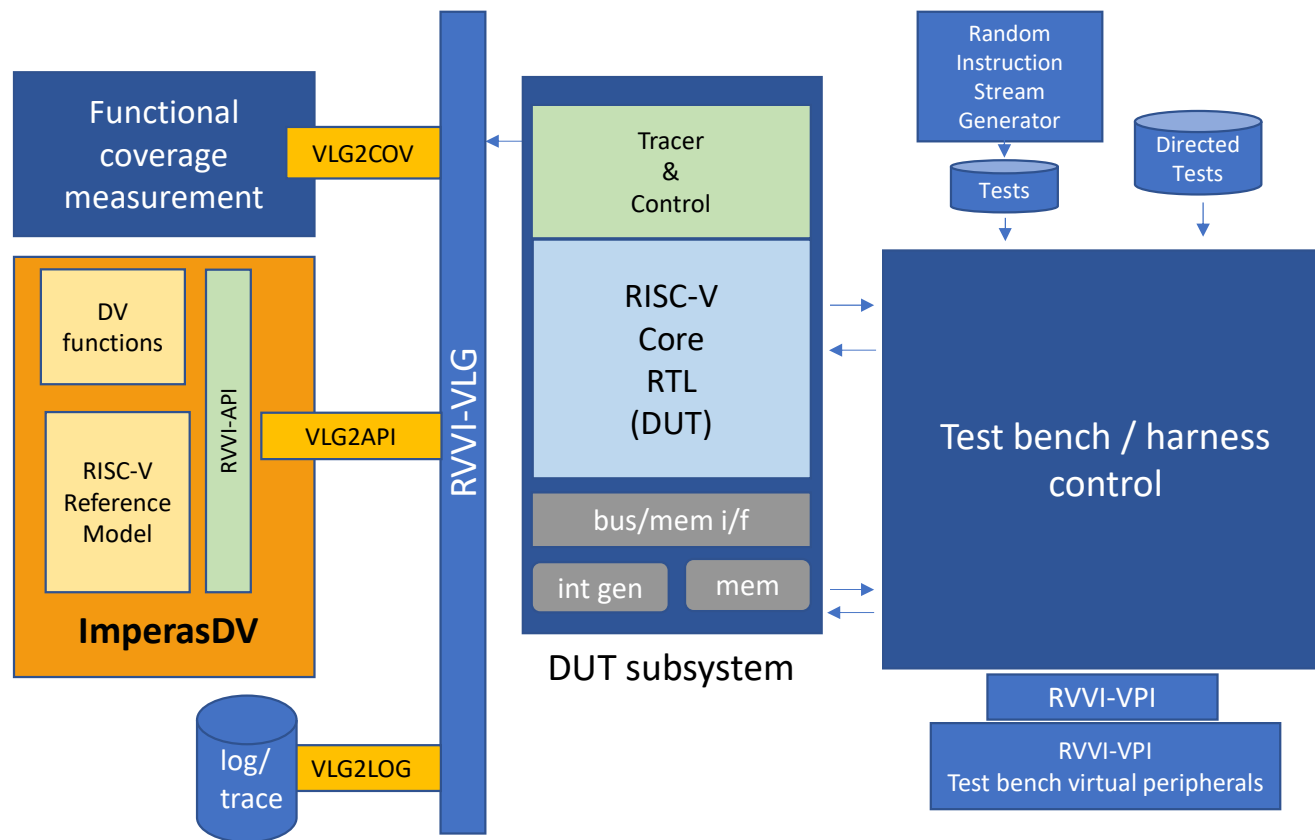 Functional
coverage
measurement
VLG2COV
DV
functions
RISC-V
Reference
Model
RVVI-API
VLG2API
ImperasDV
log/
trace
VLG2LOG
RVVI-VLG
Tracer
&
Control
RISC-V
Core
RTL
(DUT)
bus/mem i/f
int gen
mem
DUT subsystem
Random
Instruction
Stream
Generator
Tests
Directed
Tests
Test bench / harness
control
RVVI-VPI
RVVI-VPI
Test bench virtual peripherals